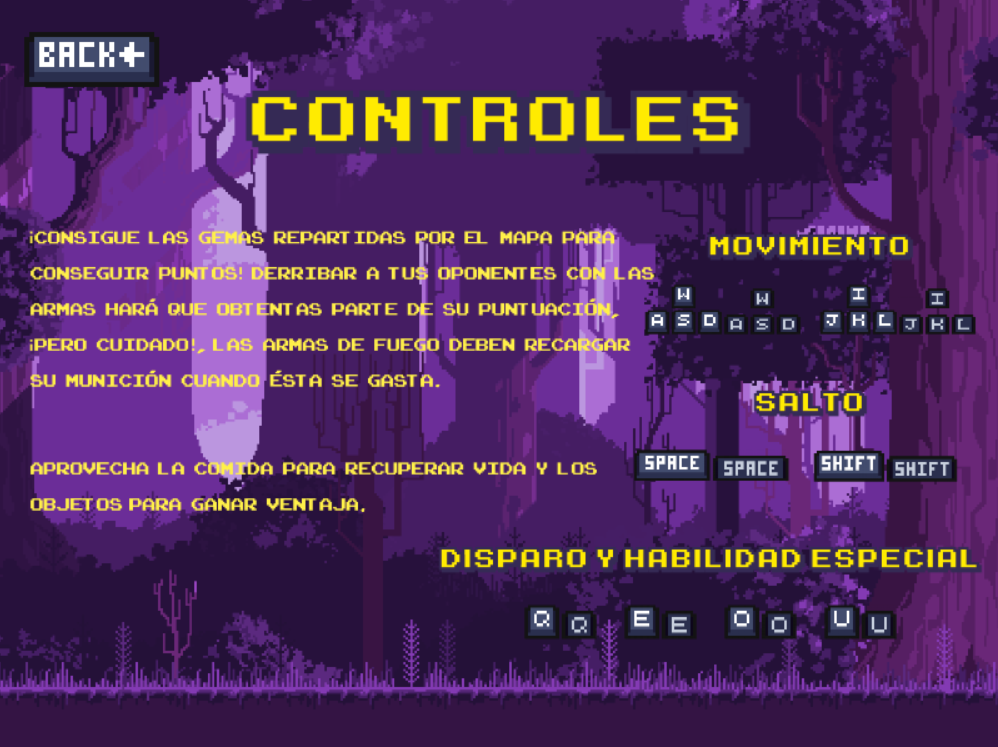 BACK
CONTROLES
¡CONSIGUE LAS GEMAS REPARTIDAS POR EL MAPA PARA
CONSEGUIR PUNTOS! DERRIBAR A TUS OPONENTES CON LAS
ARMAS HARÁ QUE OBTENTAS PARTE DE SU PUNTUACIÓN,
¡PERO CUIDADO!, LAS ARMAS DE FUEGO DEBEN RECARGAR
SU MUNICIÓN CUANDO ÉSTA SE GASTA.
APROVECHA LA COMIDA PARA RECUPERAR VIDA Y LOS
OBJETOS PARA GANAR VENTAJA.
MOVIMIENTO
W W I I
A S D A S D J K L J K L
SALTO
SPACE SPACE SHIFT SHIFT
DISPARO Y HABILIDAD ESPECIAL
Q Q E E O O U U